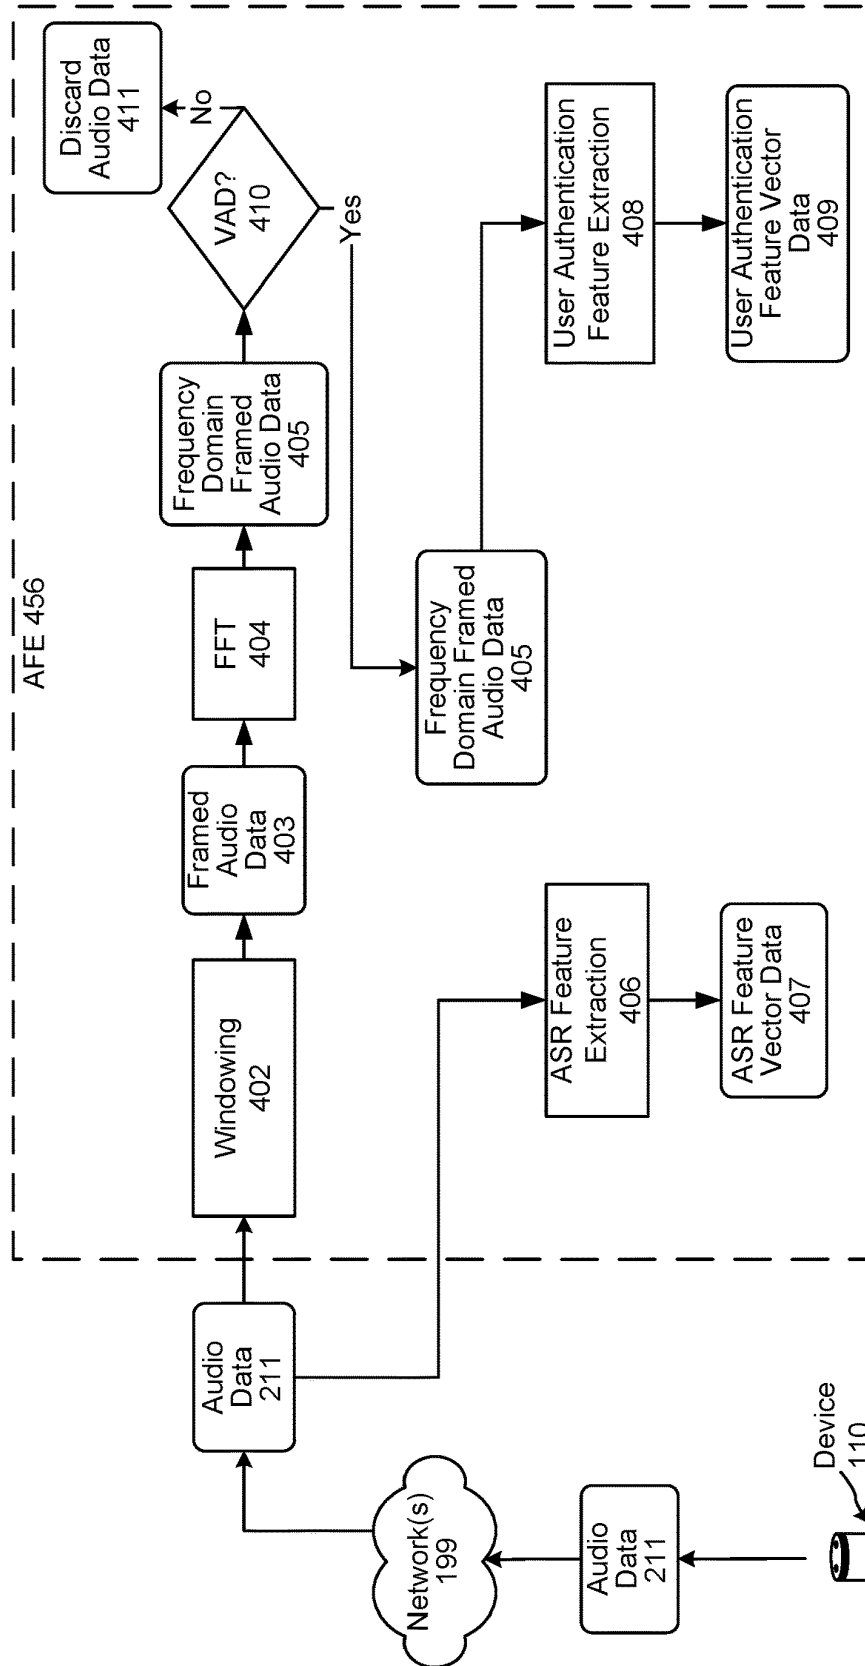 AFE 456
Discard
Audio Data
411
No
VAD?
410
Yes
Frequency
Domain
Framed
Audio Data
405
FFT
404
Framed
Audio
Data
403
Windowing
402
Audio
Data
211
Network(s)
199
Audio
Data
211
Device
110
Frequency
Domain Framed
Audio Data
405
User Authentication
Feature Extraction
408
User Authentication
Feature Vector
Data
409
ASR Feature
Extraction
406
ASR Feature
Vector Data
407